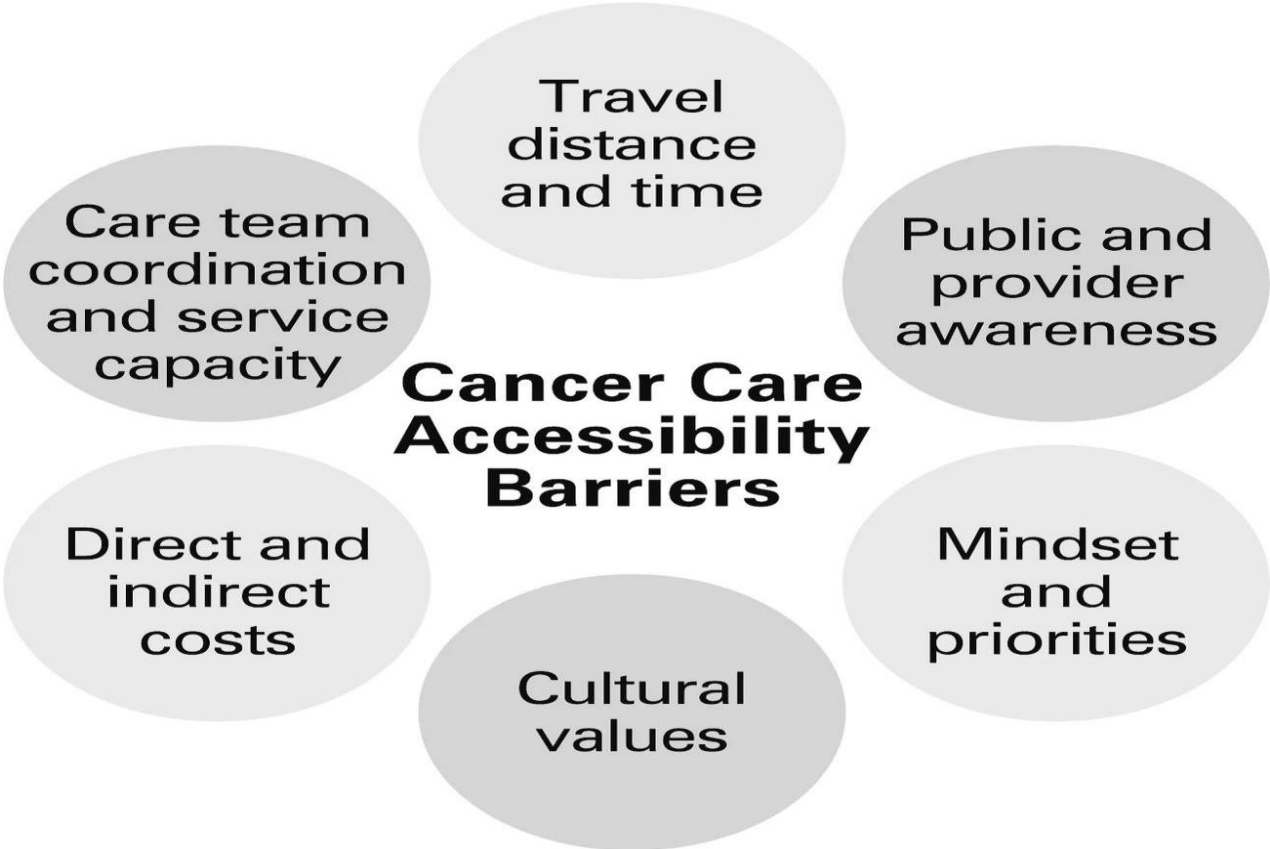 Travel
distance
and time
Public and
provider
awareness
Mindset
and
priorities
Cultural
values
Direct and
indirect
costs
Care team
coordination
and service
capacity
Cancer Care
Accessibility
Barriers